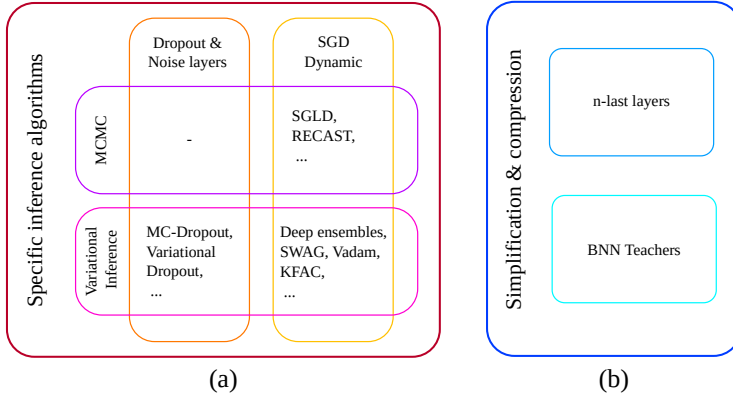 Specific inference algorithms
Dropout &
Noise layers
SGD
Dynamic
MCMC
-
SGLD,
RECAST,
...
Variational
Inference
MC-Dropout,
Variational
Dropout,
...
Deep ensembles,
SWAG, Vadam,
KFAC,
...
(a)
Simplification & compression
n-last layers
BNN Teachers
(b)